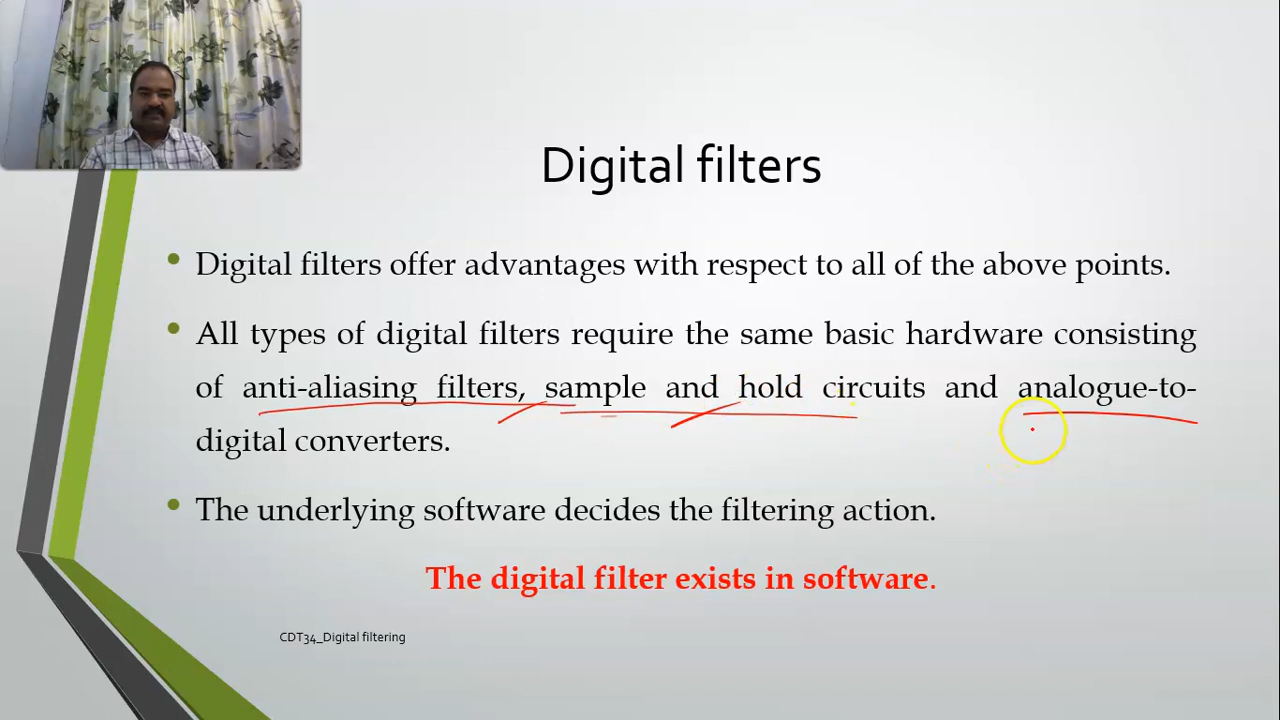 Digital filters
Digital filters offer advantages with respect to all of the above points.
All types of digital filters require the same basic hardware consisting
of anti-aliasing filters, sample and hold circuits and analogue-to-
digital converters.
The underlying software decides the filtering action.
The digital filter exists in software.
CDT34_Digital filtering